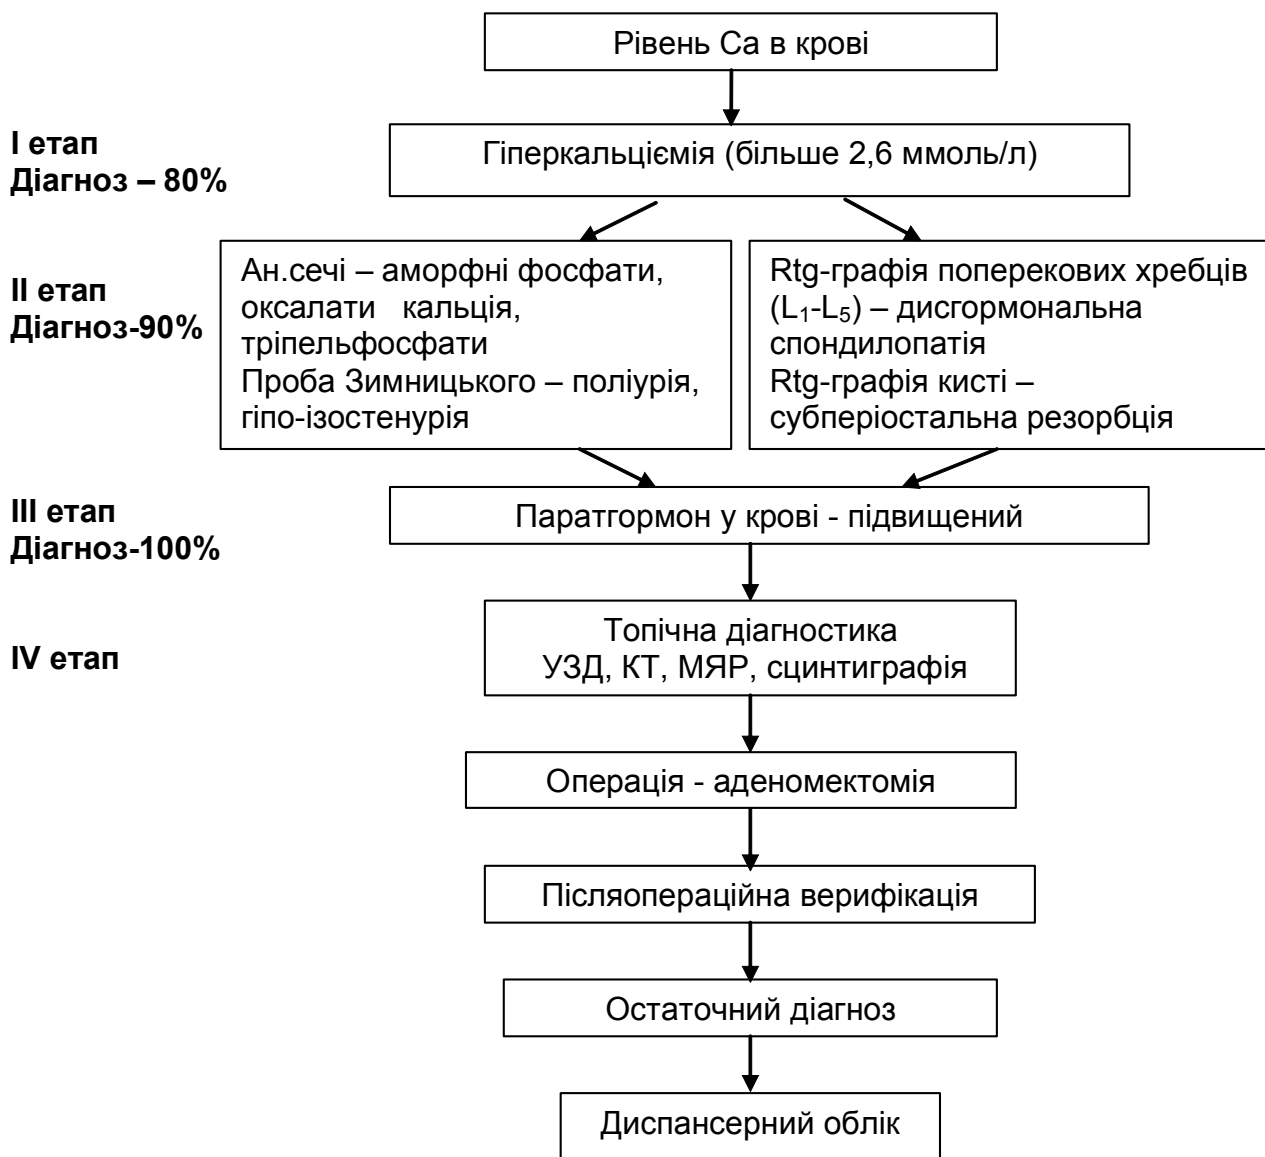 Рівень Са в крові
І етап
Діагноз – 80%
Гіперкальціємія (більше 2,6 ммоль/л)
ІІ етап
Діагноз-90%
Ан.сечі – аморфні фосфати,
оксалати кальція,
тріпельфосфати
Проба Зимницького – поліурія,
гіпо-ізостенурія
Rtg-графія поперекових хребців
(L₁-L₅) – дисгормональна
спондилопатія
Rtg-графія кисті –
субперіостальна резорбція
ІІІ етап
Діагноз-100%
Паратгормон у крові - підвищений
IV етап
Топічна діагностика
УЗД, КТ, МЯР, сцинтиграфія
Операція - аденомектомія
Післяопераційна верифікація
Остаточний діагноз
Диспансерний облік